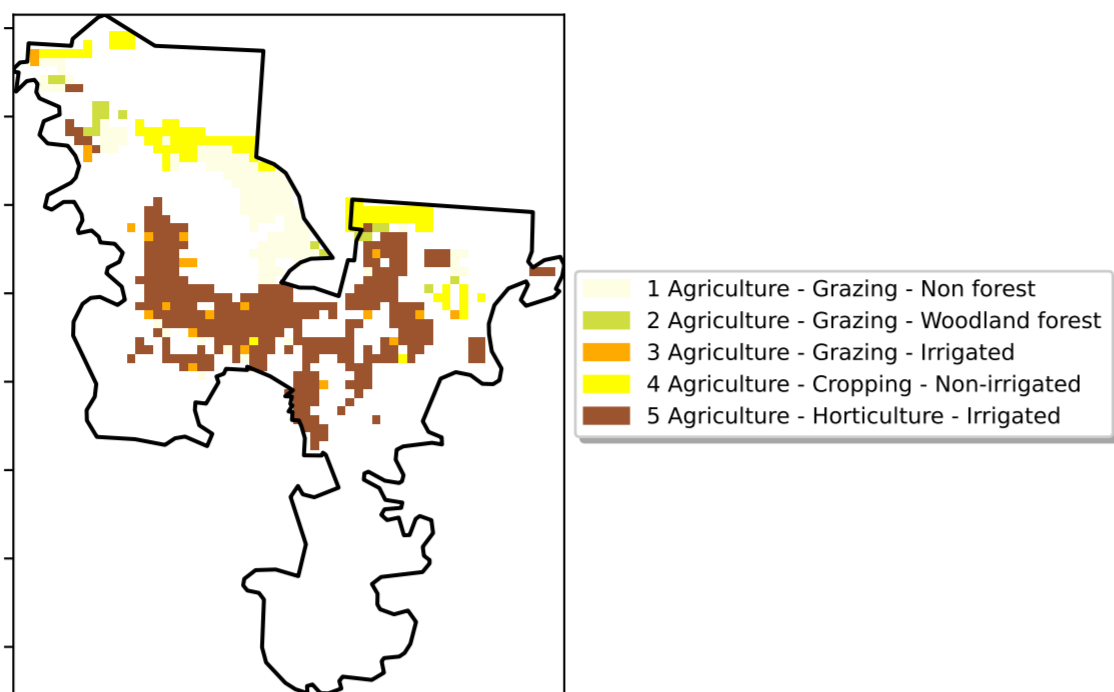 1 Agriculture - Grazing - Non forest
2 Agriculture - Grazing - Woodland forest
3 Agriculture - Grazing - Irrigated
4 Agriculture - Cropping - Non-irrigated
5 Agriculture - Horticulture - Irrigated